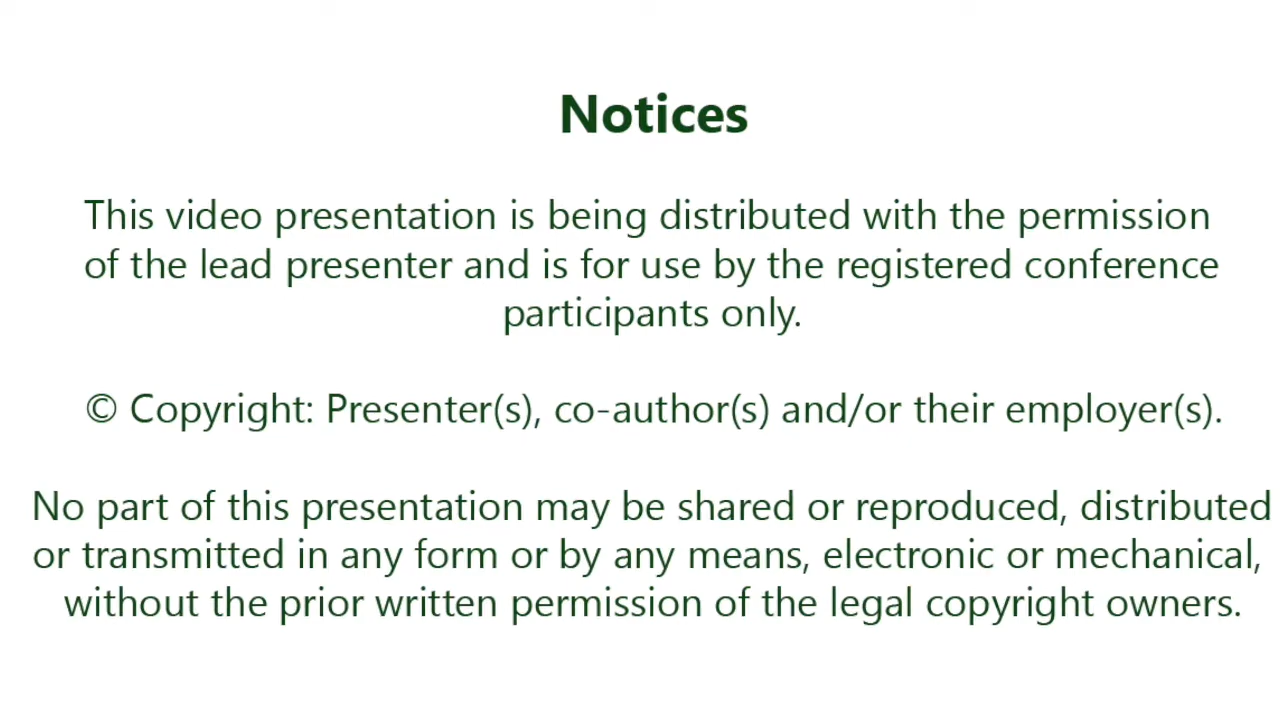 Notices
This video presentation is being distributed with the permission
of the lead presenter and is for use by the registered conference
participants only.
© Copyright: Presenter(s), co-author(s) and/or their employer(s).
No part of this presentation may be shared or reproduced, distributed
or transmitted in any form or by any means, electronic or mechanical,
without the prior written permission of the legal copyright owners.